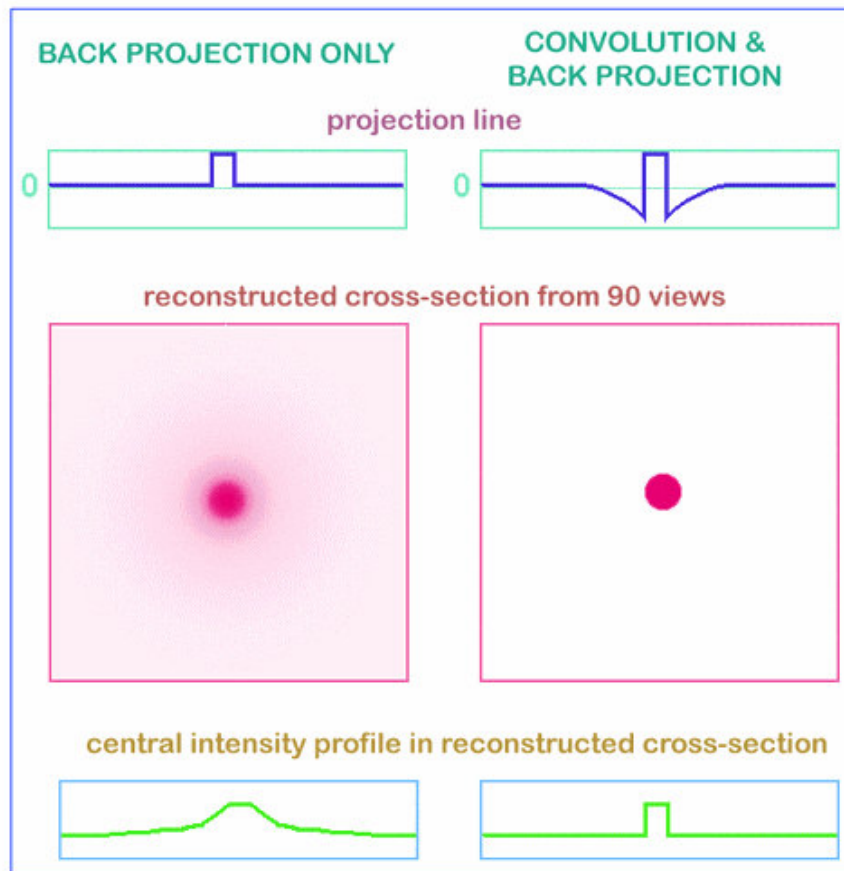 BACK PROJECTION ONLY
CONVOLUTION &
BACK PROJECTION
projection line
0
0
reconstructed cross-section from 90 views
central intensity profile in reconstructed cross-section